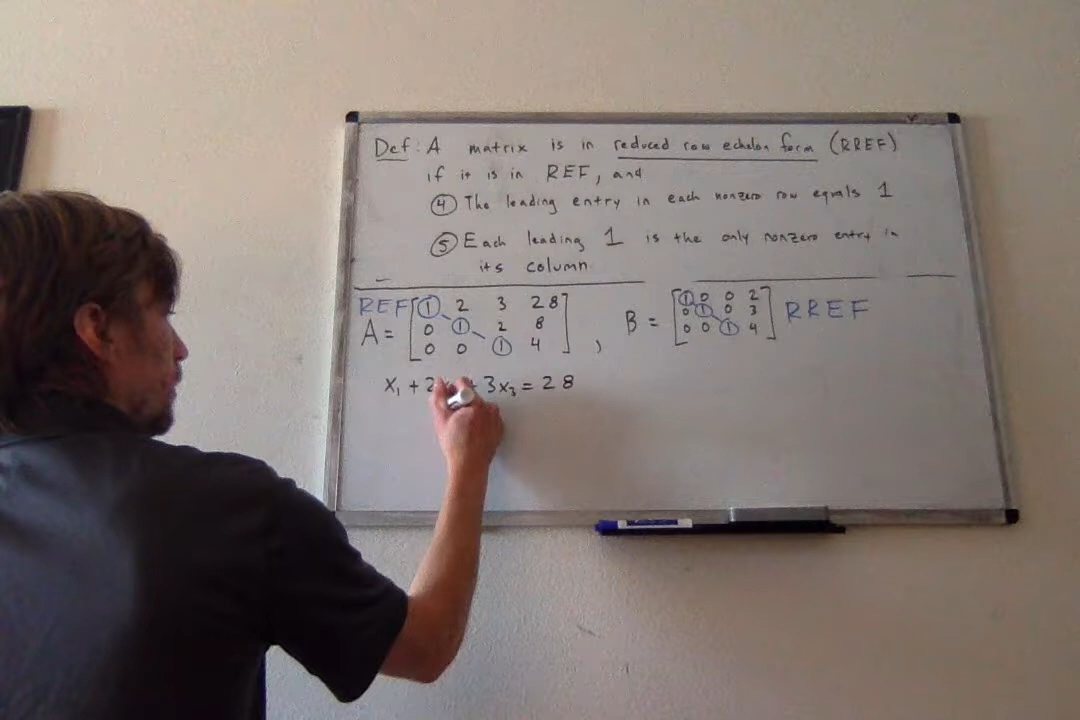 Def: A matrix is in reduced row echelon form (RREF)
if it is in REF, and
④ The leading entry in each nonzero row equals 1
⑤ Each leading 1 is the only nonzero entry in
its column
REF
A = [① 2 3 28
0 ① 2 8
0 0 ① 4],
B = [① 0 0 2
0 ① 0 3
0 0 ① 4] RREF
x₁ + 2 + 3x₃ = 28